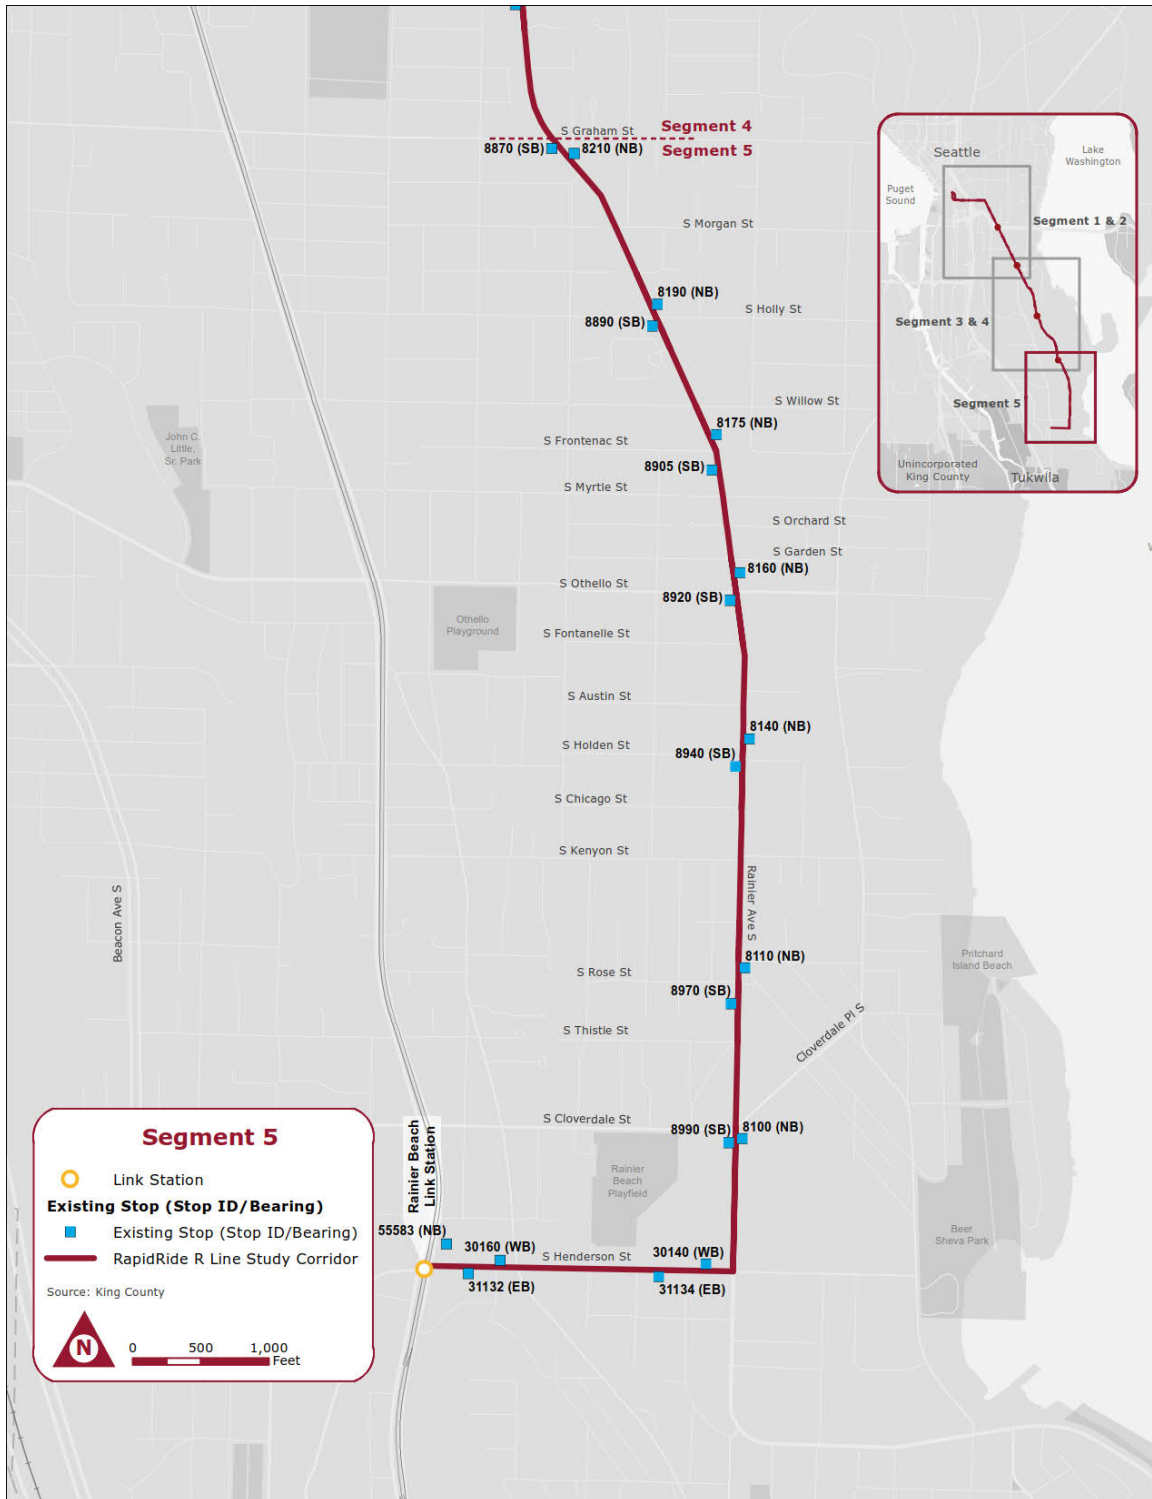 S Graham St
Segment 4
8870 (SB)
8210 (NB)
Segment 5
S Morgan St
8190 (NB)
S Holly St
8890 (SB)
S Willow St
8175 (NB)
S Frontenac St
8905 (SB)
S Myrtle St
S Orchard St
S Garden St
8160 (NB)
S Othello St
8920 (SB)
S Fontanelle St
S Austin St
8140 (NB)
S Holden St
8940 (SB)
S Chicago St
S Kenyon St
Rainier Ave S
Beacon Ave S
8110 (NB)
S Rose St
8970 (SB)
S Thistle St
Cloverdale Pl S
S Cloverdale St
8990 (SB)
8100 (NB)
Rainier Beach
Link Station
55583 (NB)
30160 (WB)
S Henderson St
30140 (WB)
31132 (EB)
31134 (EB)
John C.
Little,
Sr. Park
Othello
Playground
Pritchard
Island Beach
Rainier
Beach
Playfield
Beer
Sheva Park
Seattle
Lake
Washington
Puget
Sound
Segment 1 & 2
Segment 3 & 4
Segment 5
Unincorporated
King County
Tukwila
Segment 5
Link Station
Existing Stop (Stop ID/Bearing)
Existing Stop (Stop ID/Bearing)
RapidRide R Line Study Corridor
Source: King County
N
0 500 1,000
Feet